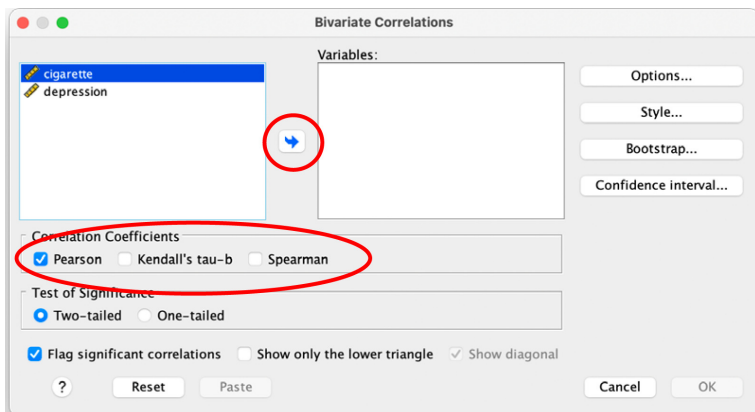 Bivariate Correlations
Variables:
cigarette
depression
Options...
Style...
Bootstrap...
Confidence interval...
Correlation Coefficients
Pearson Kendall's tau-b Spearman
Test of Significance
Two-tailed One-tailed
Flag significant correlations Show only the lower triangle Show diagonal
? Reset Paste Cancel OK